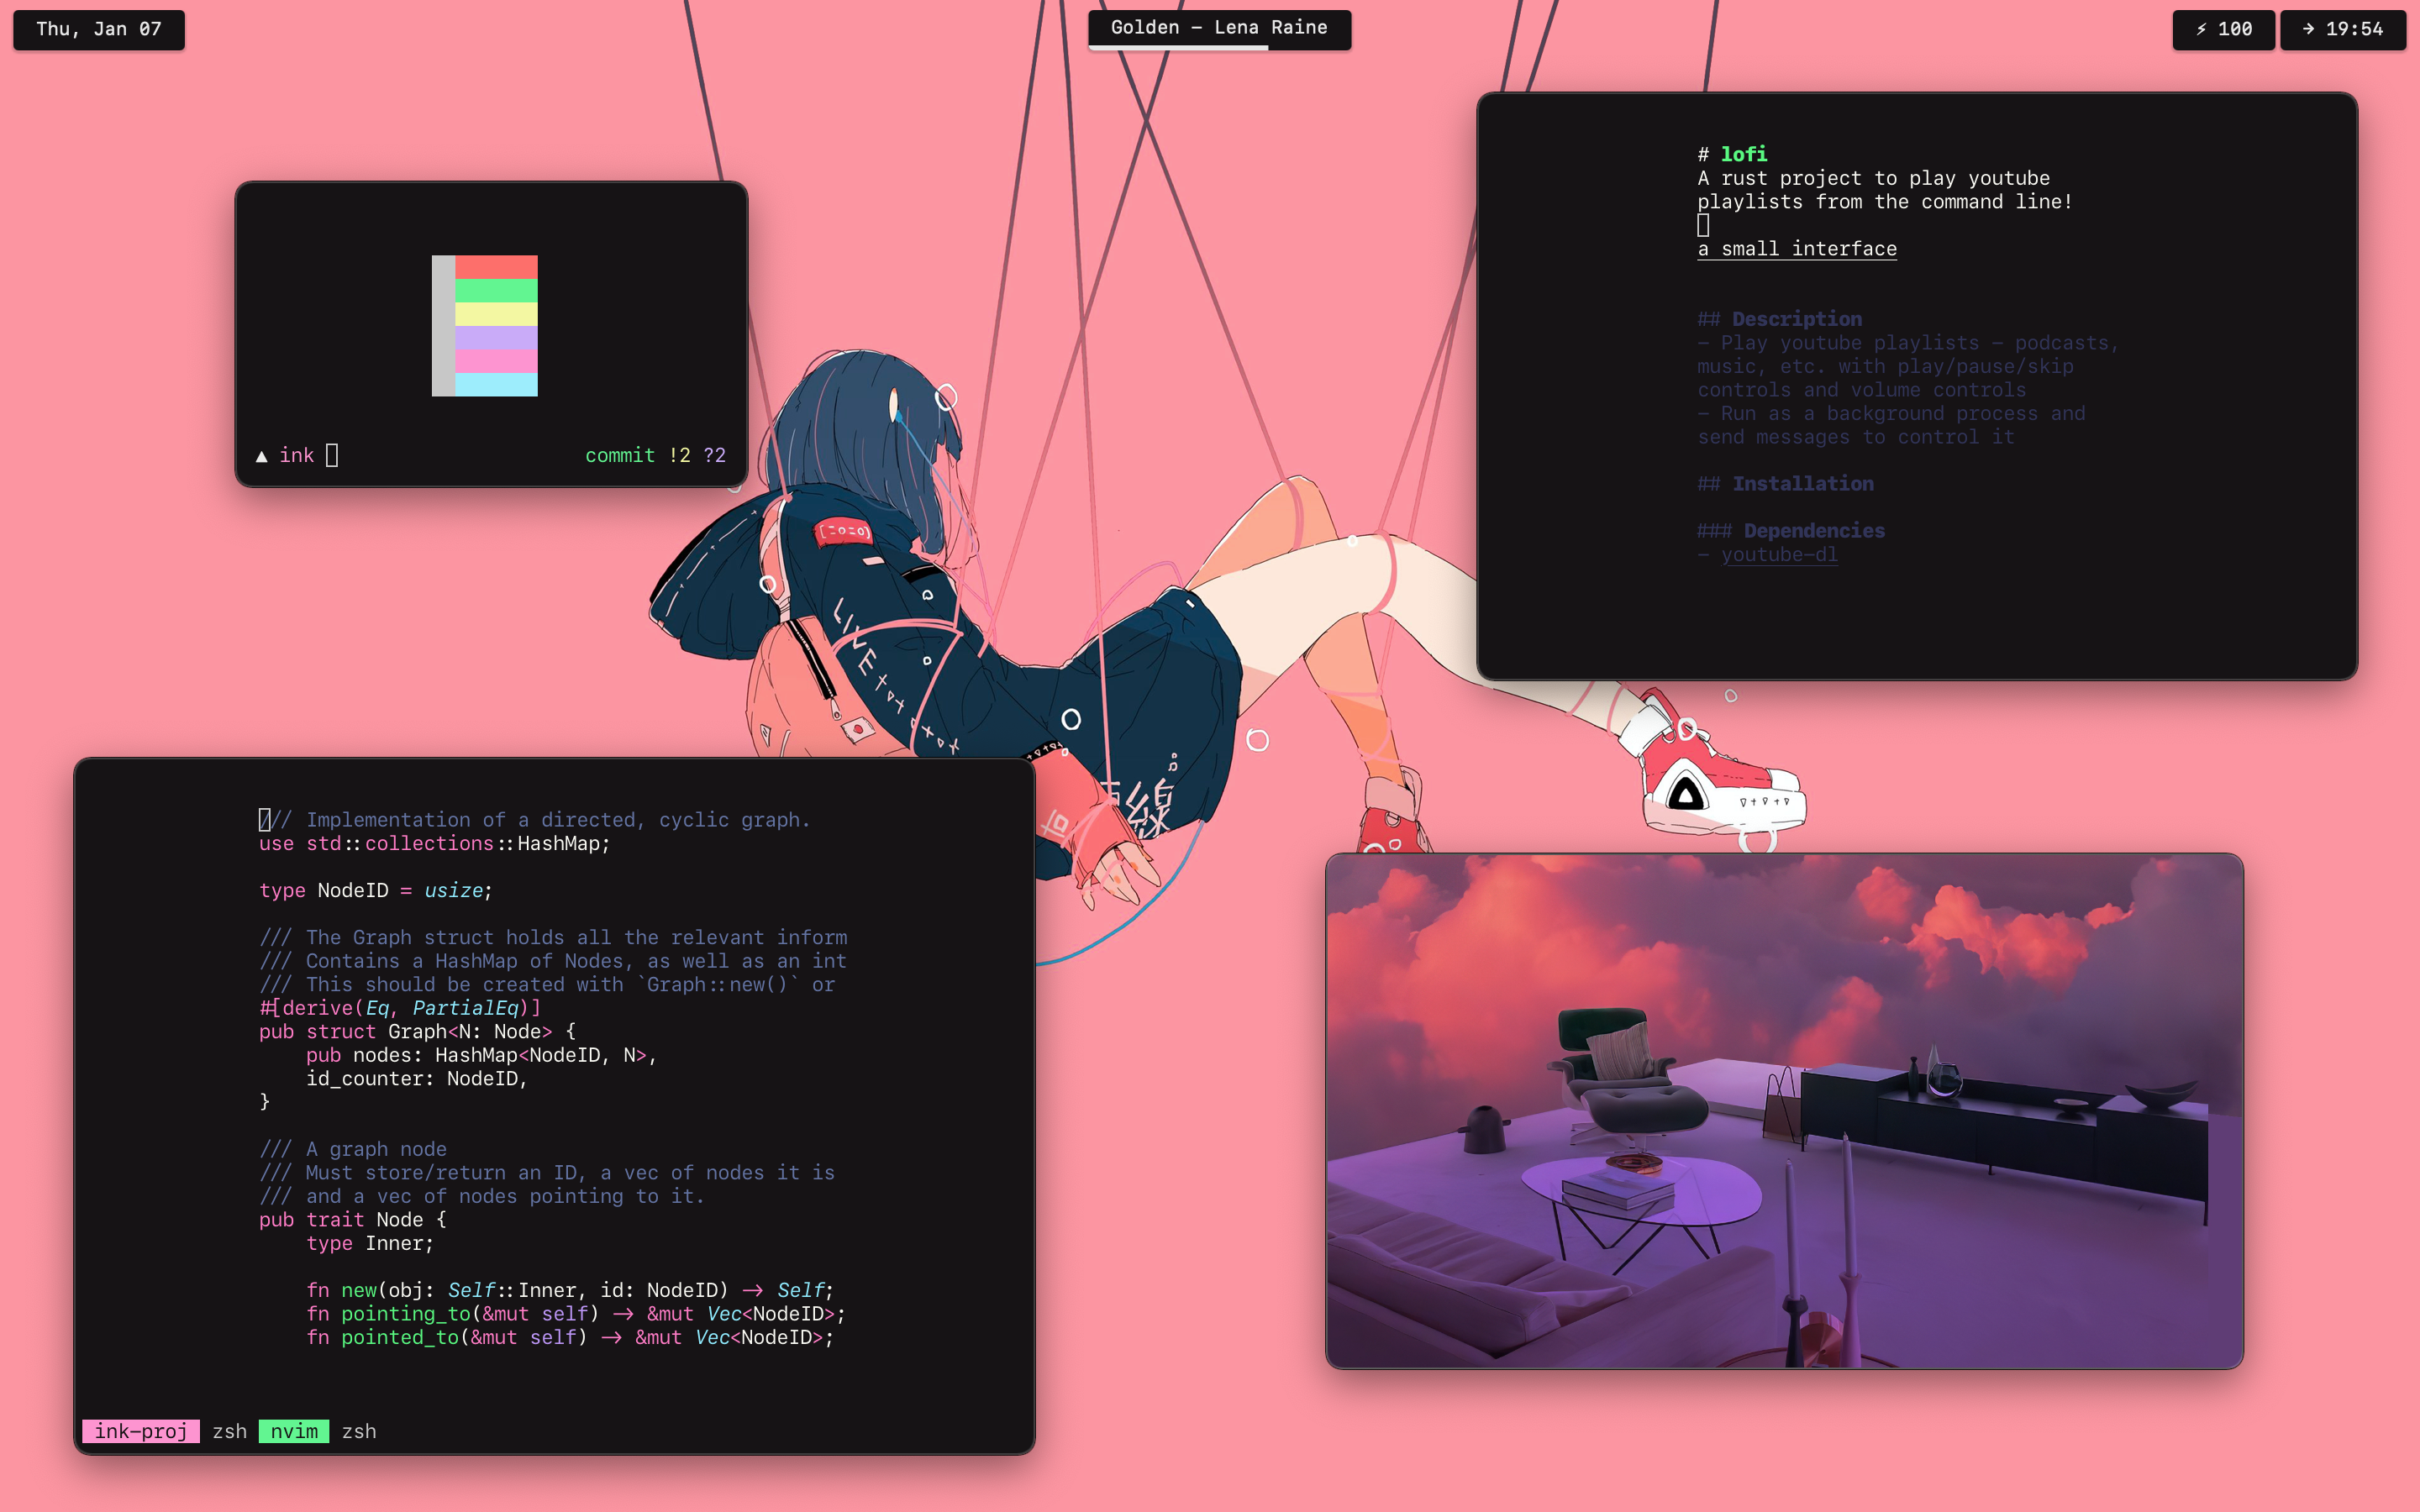 Thu, Jan 07
Golden — Lena Raine
⚡ 100
→ 19:54
▲ ink
commit !2 ?2
# lofi
A rust project to play youtube
playlists from the command line!
a small interface
## Description
– Play youtube playlists – podcasts,
music, etc. with play/pause/skip
controls and volume controls
– Run as a background process and
send messages to control it
## Installation
### Dependencies
– youtube-dl
[-o=o]
LIVE
線
/// Implementation of a directed, cyclic graph.
use std::collections::HashMap;
type NodeID = usize;
/// The Graph struct holds all the relevant inform
/// Contains a HashMap of Nodes, as well as an int
/// This should be created with `Graph::new()` or
#[derive(Eq, PartialEq)]
pub struct Graph<N: Node> {
    pub nodes: HashMap<NodeID, N>,
    id_counter: NodeID,
}
/// A graph node
/// Must store/return an ID, a vec of nodes it is
/// and a vec of nodes pointing to it.
pub trait Node {
    type Inner;
    fn new(obj: Self::Inner, id: NodeID) -> Self;
    fn pointing_to(&mut self) -> &mut Vec<NodeID>;
    fn pointed_to(&mut self) -> &mut Vec<NodeID>;
ink-proj zsh nvim zsh